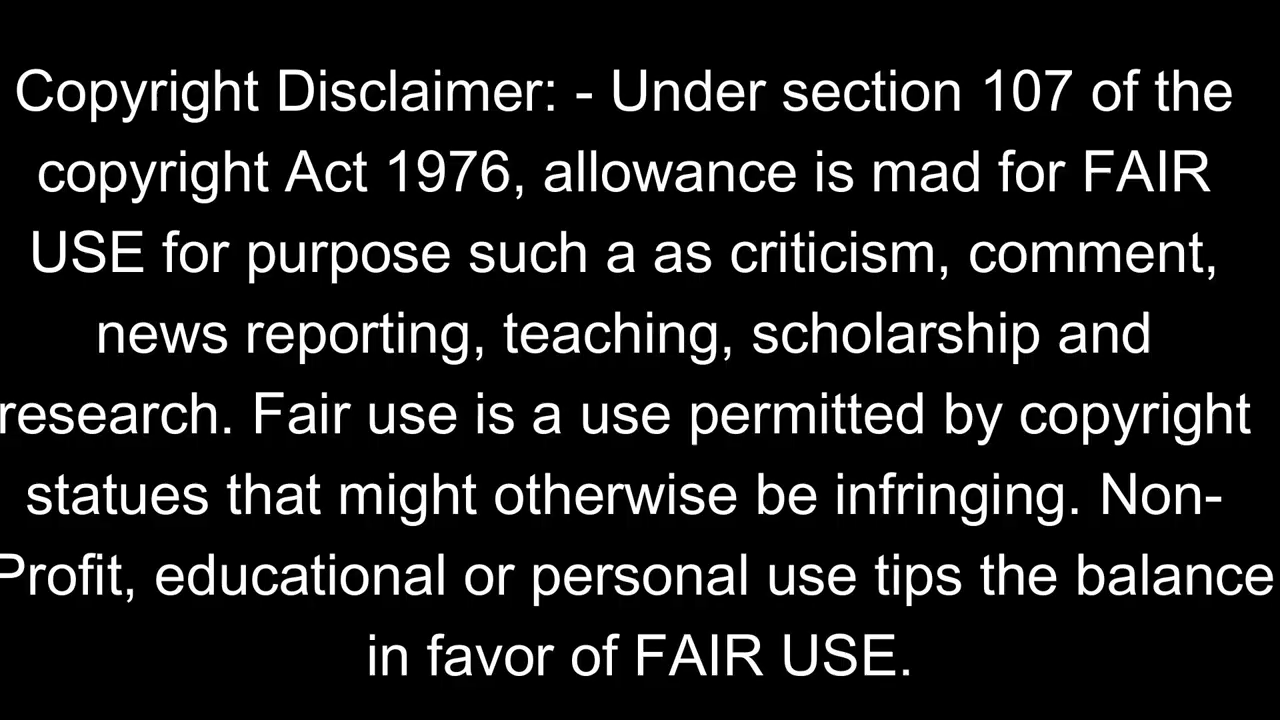 Copyright Disclaimer: - Under section 107 of the
copyright Act 1976, allowance is mad for FAIR
USE for purpose such a as criticism, comment,
news reporting, teaching, scholarship and
research. Fair use is a use permitted by copyright
statues that might otherwise be infringing. Non-
Profit, educational or personal use tips the balance
in favor of FAIR USE.